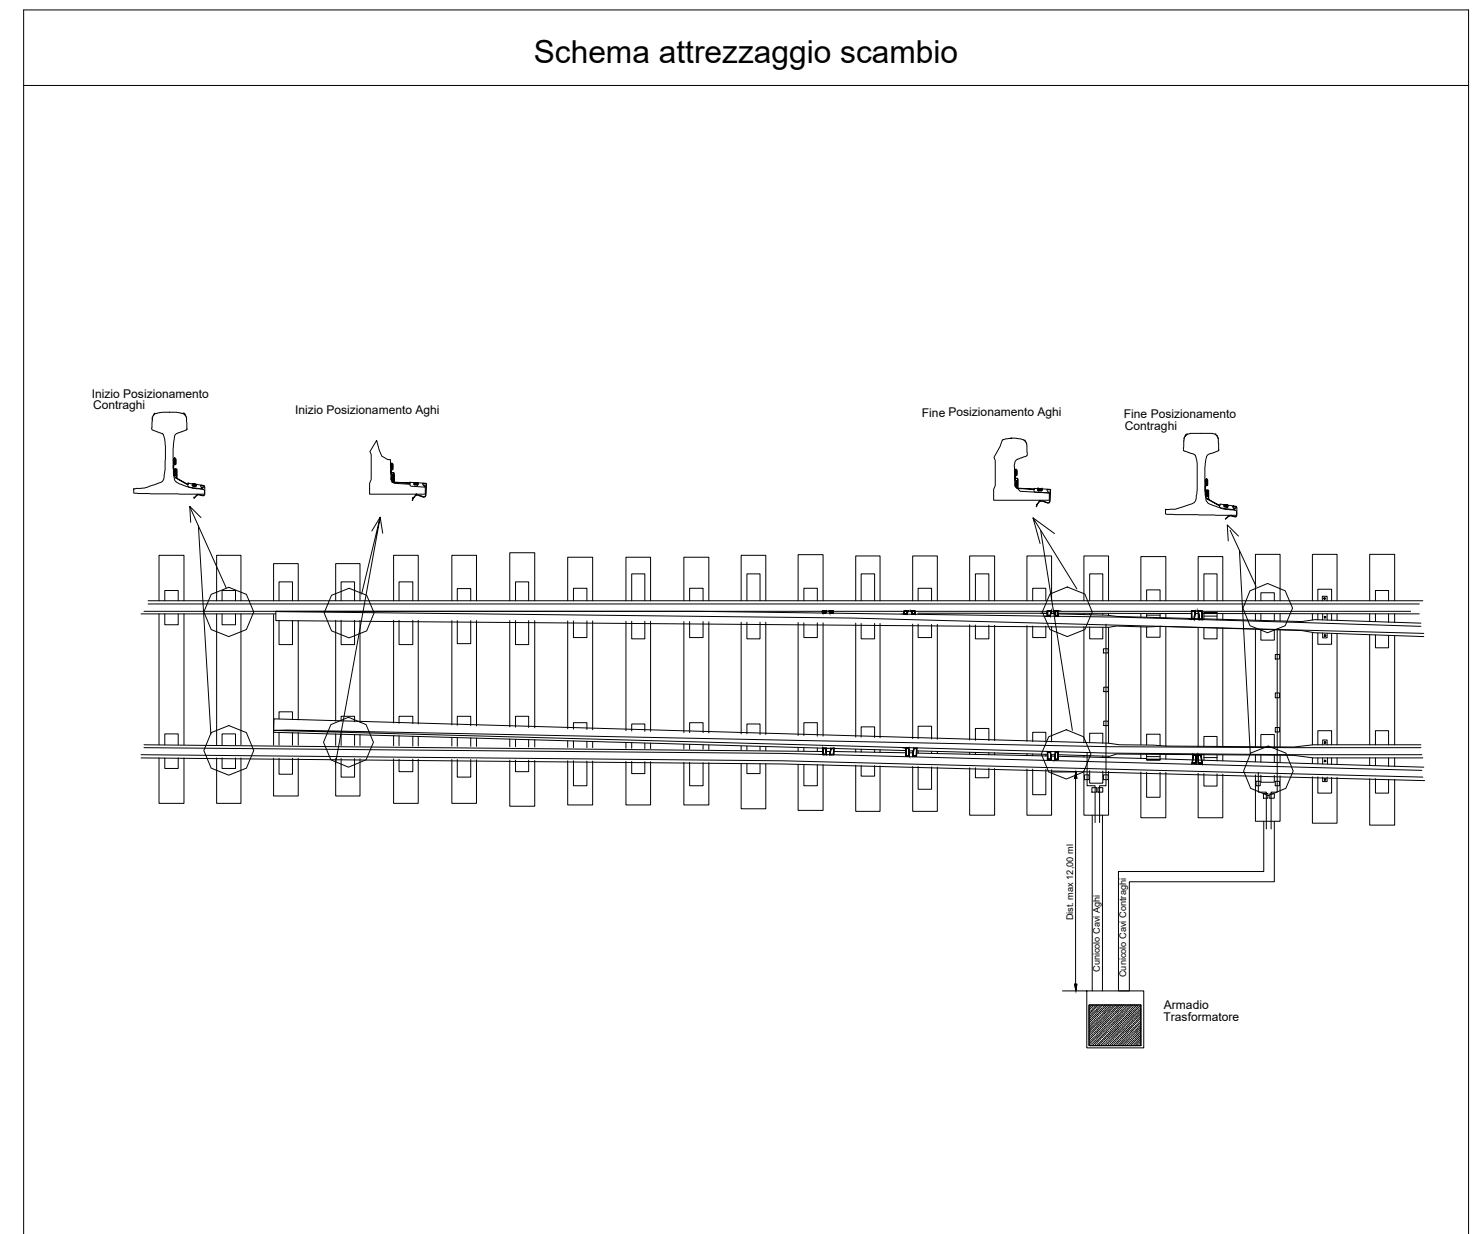 Schema attrezzaggio scambio
Inizio Posizionamento
Contraghi
Inizio Posizionamento Aghi
Fine Posizionamento Aghi
Fine Posizionamento
Contraghi
Dist. max 12,00 ml
Cunicolo Cavi Aghi
Cunicolo Cavi Contraghi
Armadio
Trasformatore